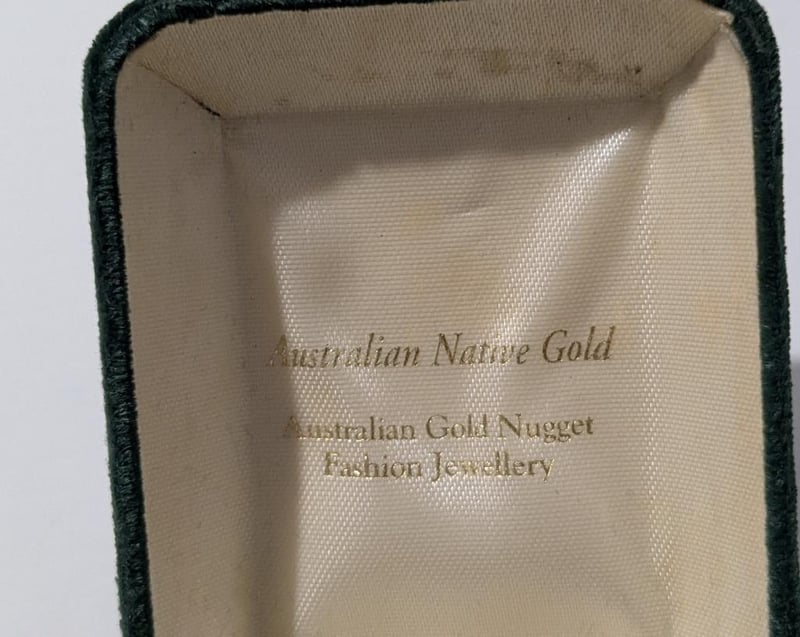 Australian Native Gold
Australian Gold Nugget
Fashion Jewellery